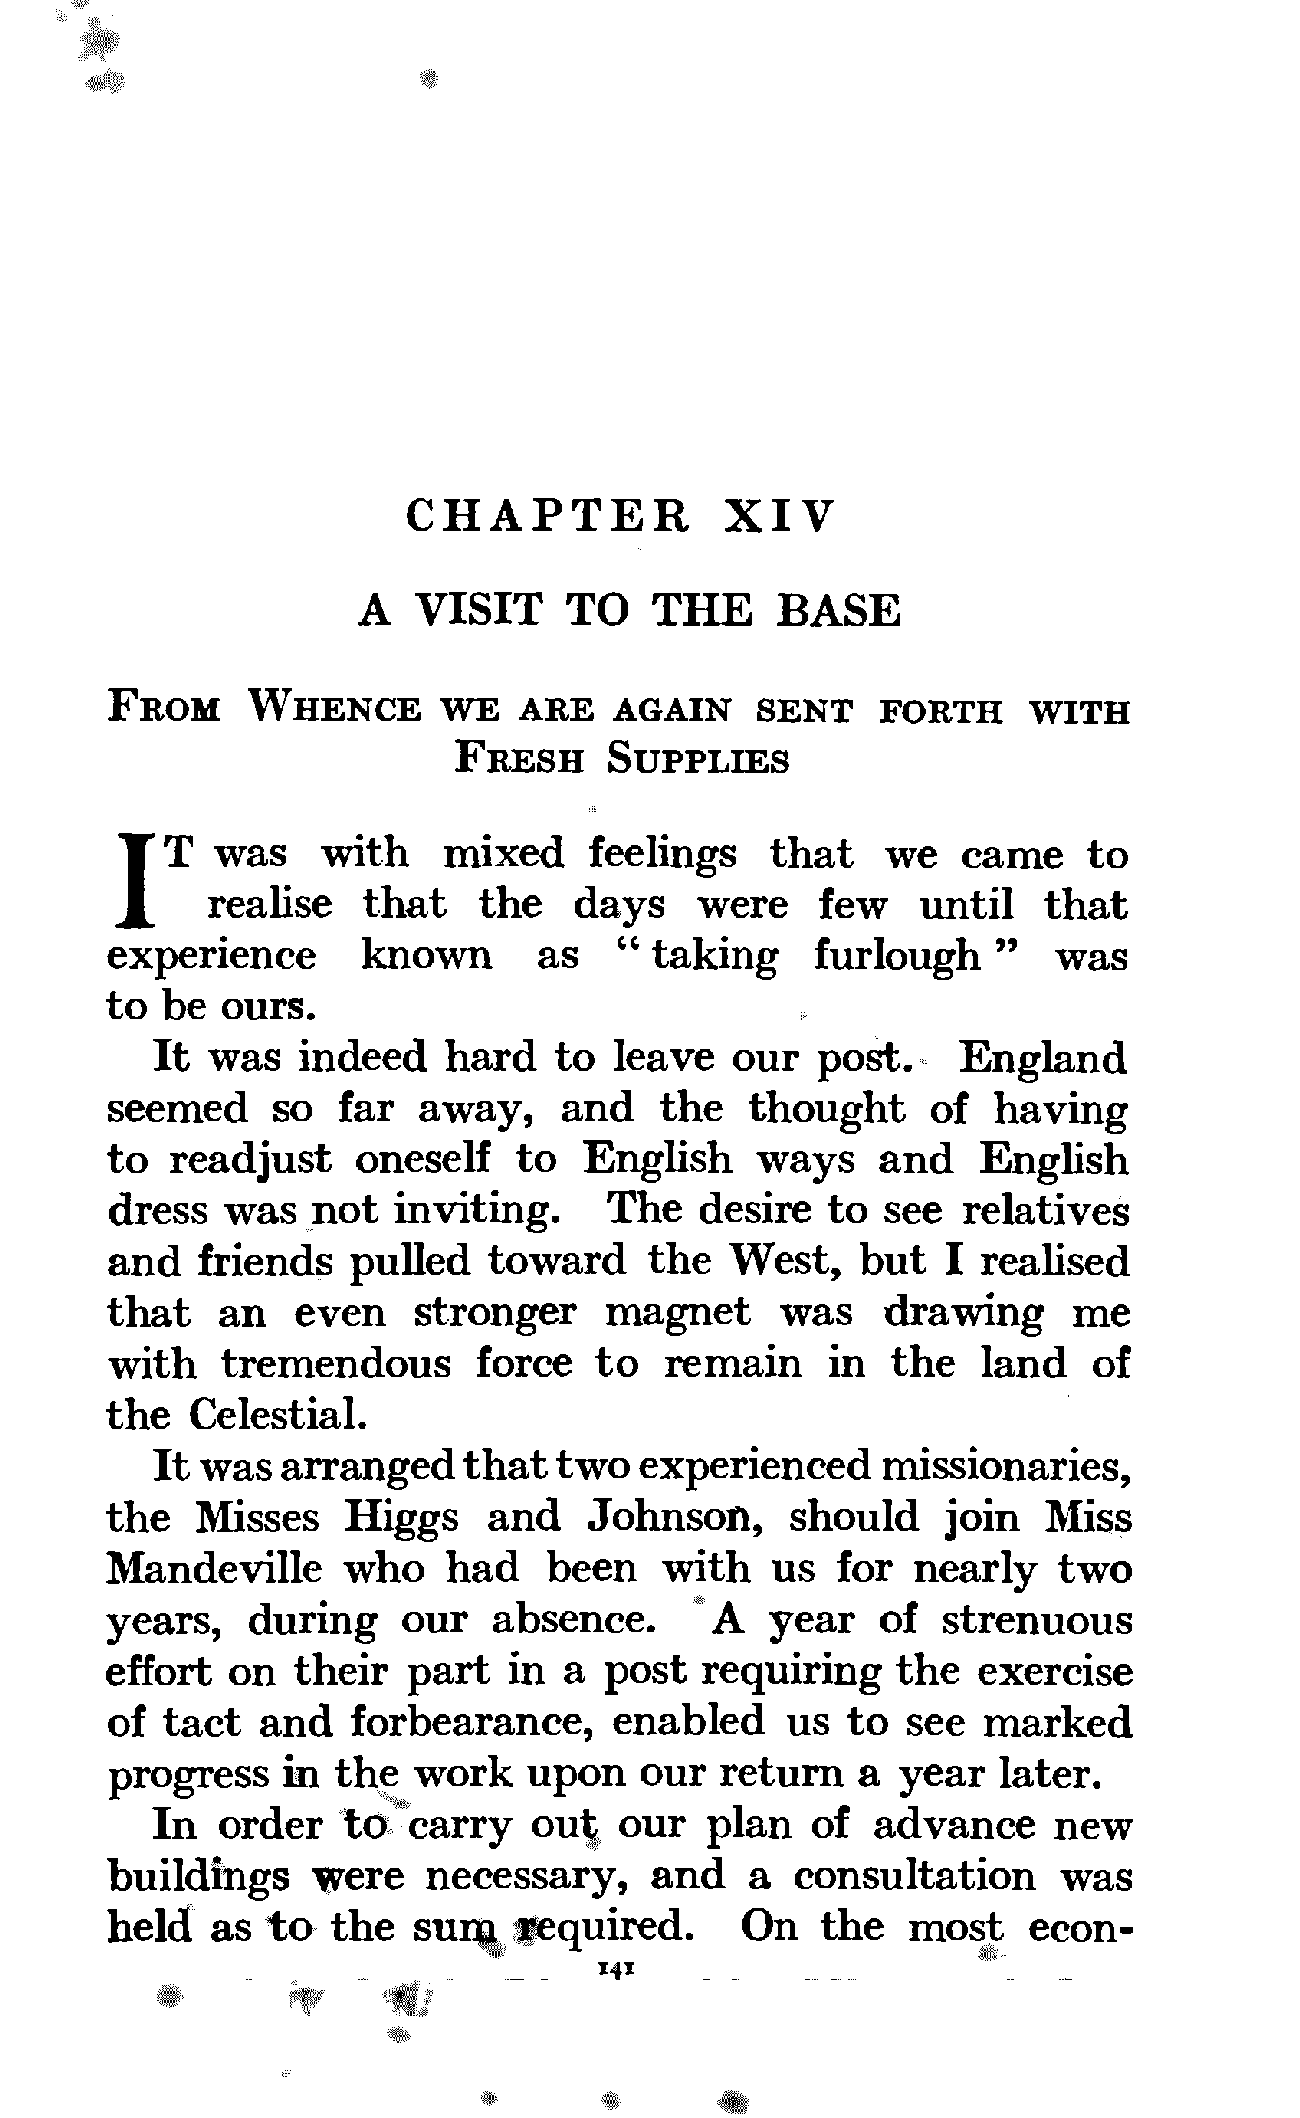 CHAPTER XIV
A VISIT TO THE BASE
From Whence we are again sent forth with
Fresh Supplies
IT was with mixed feelings that we came to
realise that the days were few until that
experience known as “ taking furlough ” was
to be ours.
It was indeed hard to leave our post. England
seemed so far away, and the thought of having
to readjust oneself to English ways and English
dress was not inviting. The desire to see relatives
and friends pulled toward the West, but I realised
that an even stronger magnet was drawing me
with tremendous force to remain in the land of
the Celestial.
It was arranged that two experienced missionaries,
the Misses Higgs and Johnson, should join Miss
Mandeville who had been with us for nearly two
years, during our absence. A year of strenuous
effort on their part in a post requiring the exercise
of tact and forbearance, enabled us to see marked
progress in the work upon our return a year later.
In order to carry out our plan of advance new
buildings were necessary, and a consultation was
held as to the sum required. On the most econ-
141